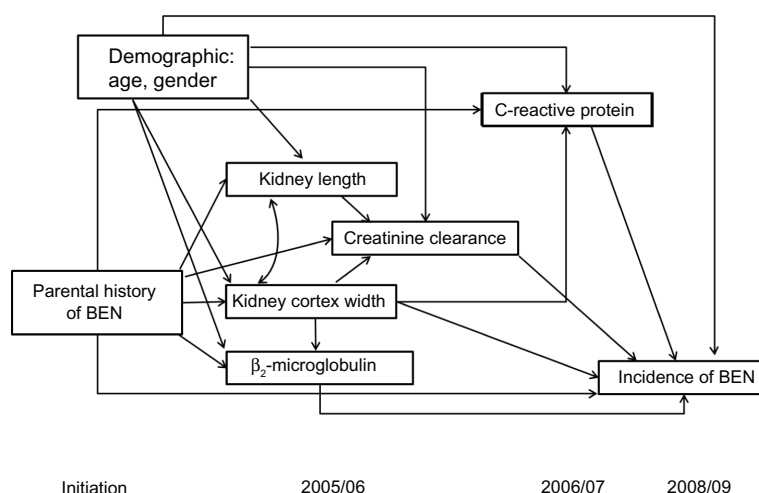 Demographic:
age, gender
C-reactive protein
Kidney length
Creatinine clearance
Parental history
of BEN
Kidney cortex width
β₂-microglobulin
Incidence of BEN
Initiation 2005/06 2006/07 2008/09